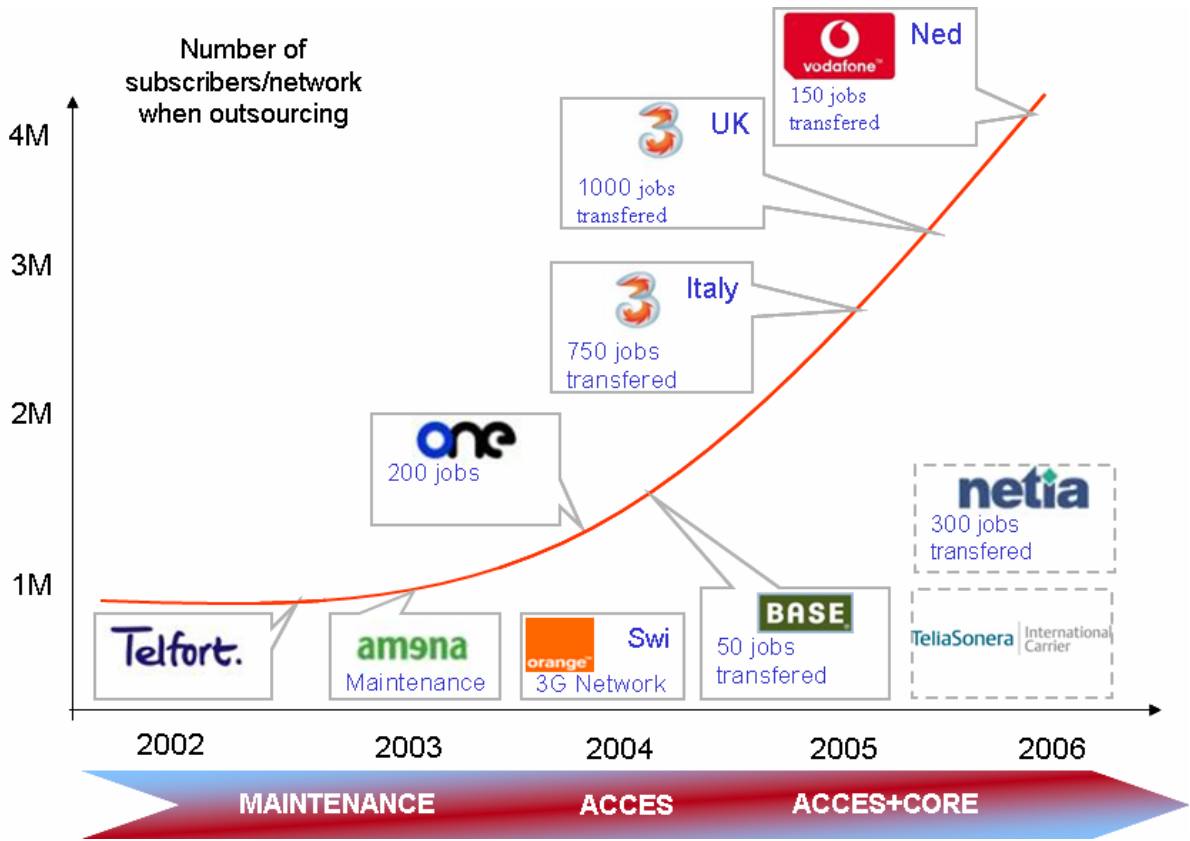 Number of
subscribers/network
when outsourcing
4M
3M
2M
1M
vodafone™
Ned
150 jobs
transfered
3
UK
1000 jobs
transfered
3
Italy
750 jobs
transfered
one
200 jobs
netia
300 jobs
transfered
Telfort.
amena
Maintenance
orange™
Swi
3G Network
BASE
50 jobs
transfered
TeliaSonera
International
Carrier
2002
2003
2004
2005
2006
MAINTENANCE
ACCES
ACCES+CORE